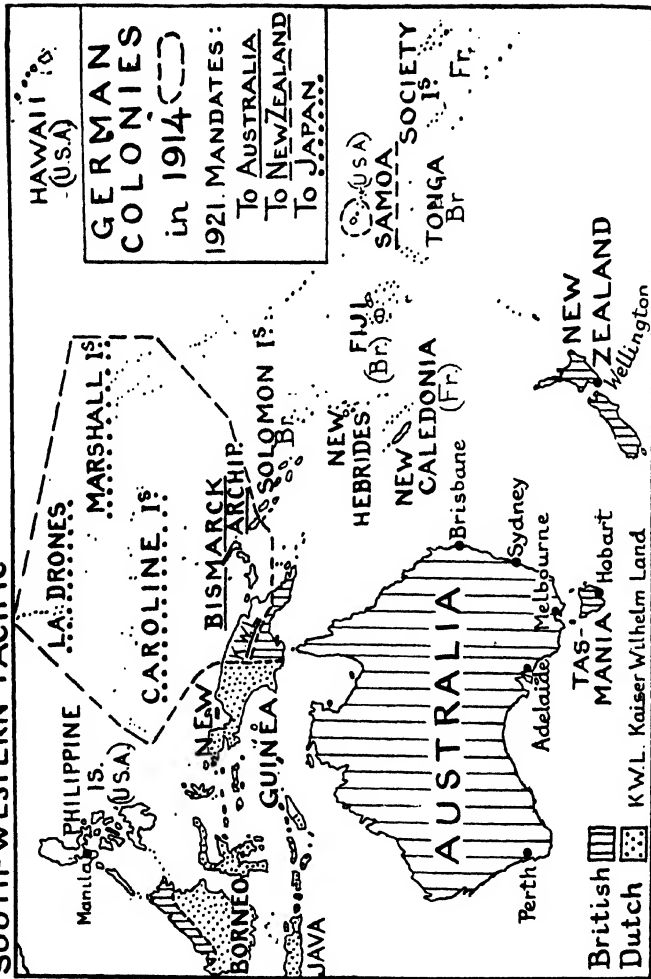 SOUTH-WESTERN PACIFIC
HAWAII
(U.S.A)
GERMAN
COLONIES
in 1914
1921. MANDATES:
To AUSTRALIA
To NEW ZEALAND
To JAPAN
PHILIPPINE
IS.
(U.S.A)
Manila
LADRONES
MARSHALL Is
CAROLINE Is
BISMARCK
ARCHIP.
SOLOMON Is
Br.
NEW
GUINEA
K.W.L.
BORNEO
JAVA
NEW
HEBRIDES
FIJI
(Br.)
NEW
CALEDONIA
(Fr.)
(U.S.A)
SAMOA
TONGA
Br
SOCIETY
Is
Fr.
AUSTRALIA
Brisbane
Sydney
Melbourne
Adelaide
Perth
TAS-
MANIA
Hobart
NEW
ZEALAND
Wellington
British
Dutch
K.W.L. Kaiser Wilhelm Land